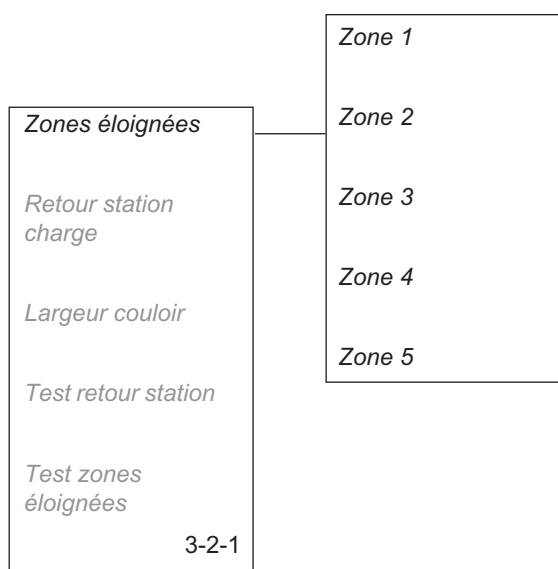 Zones éloignées
Retour station
charge
Largeur couloir
Test retour station
Test zones
éloignées
3-2-1
Zone 1
Zone 2
Zone 3
Zone 4
Zone 5